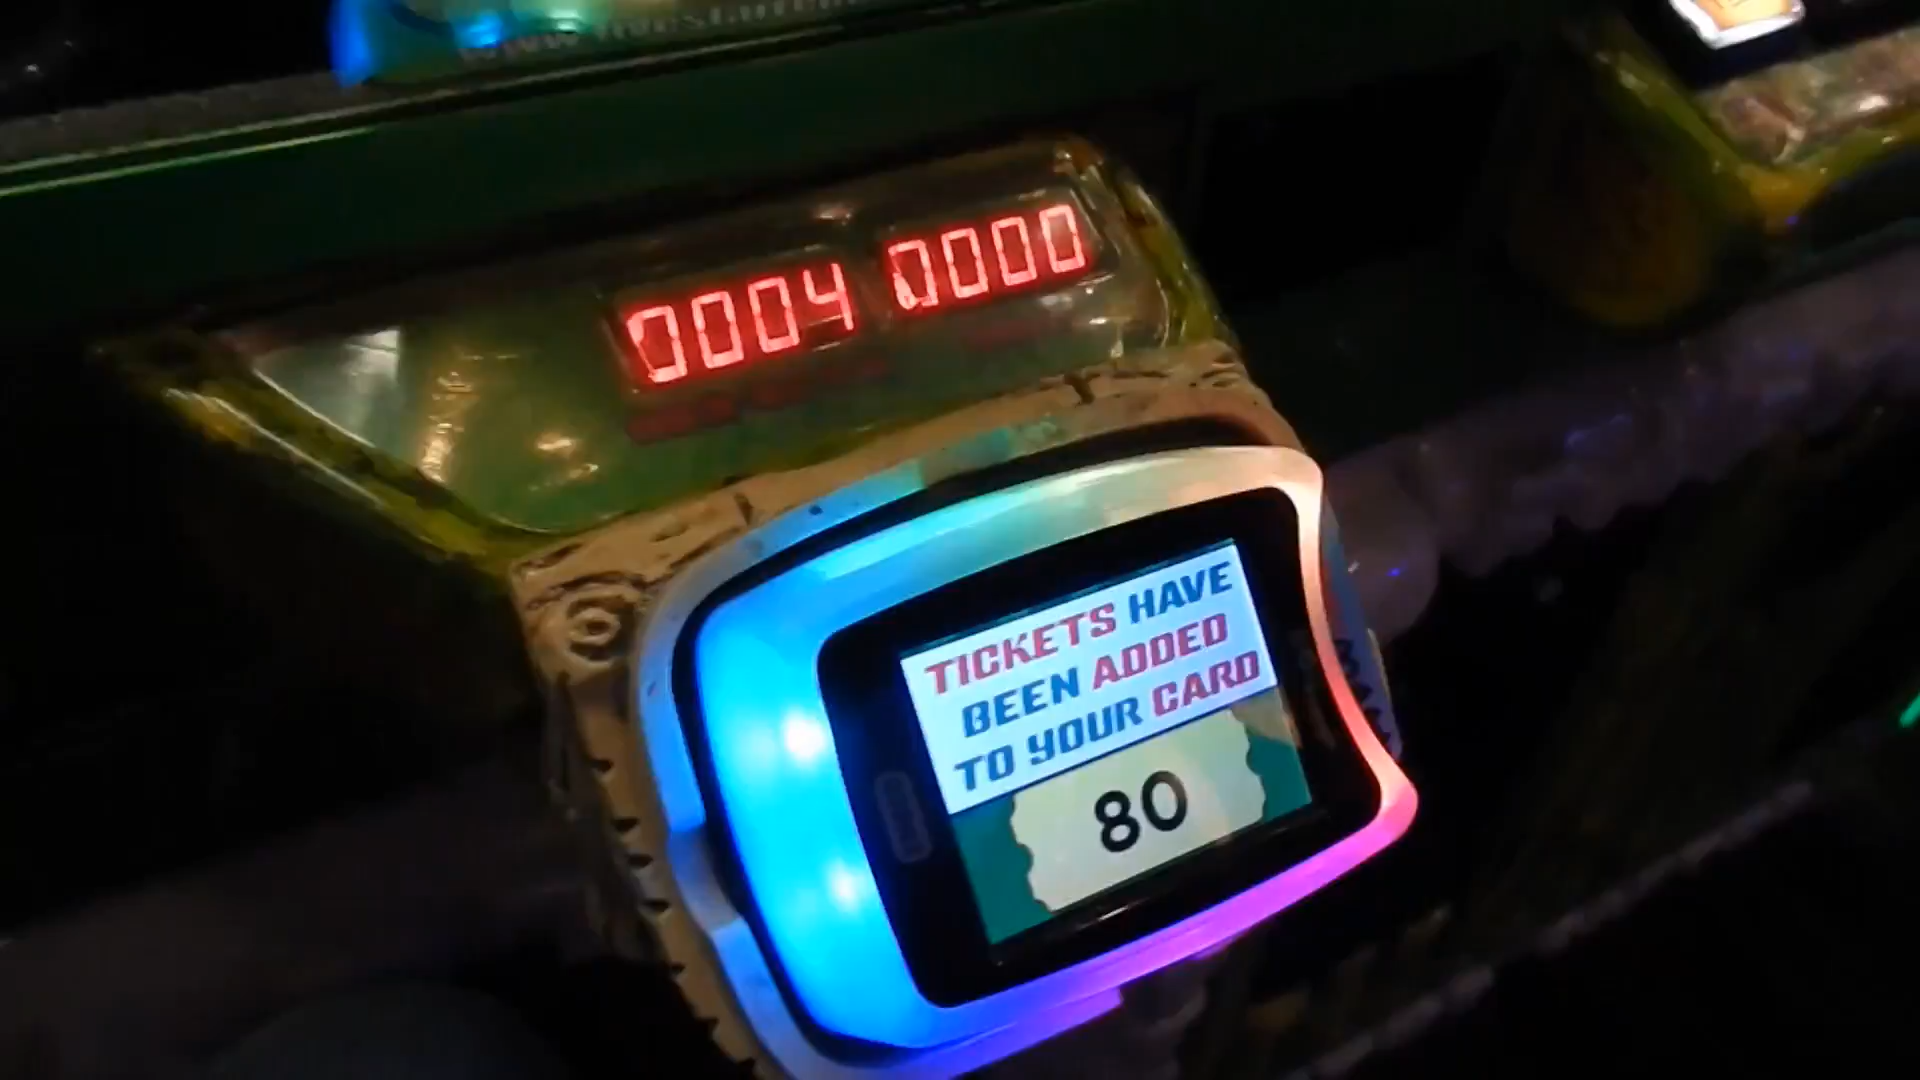 0004 0000
TICKETS HAVE
BEEN ADDED
TO YOUR CARD
80